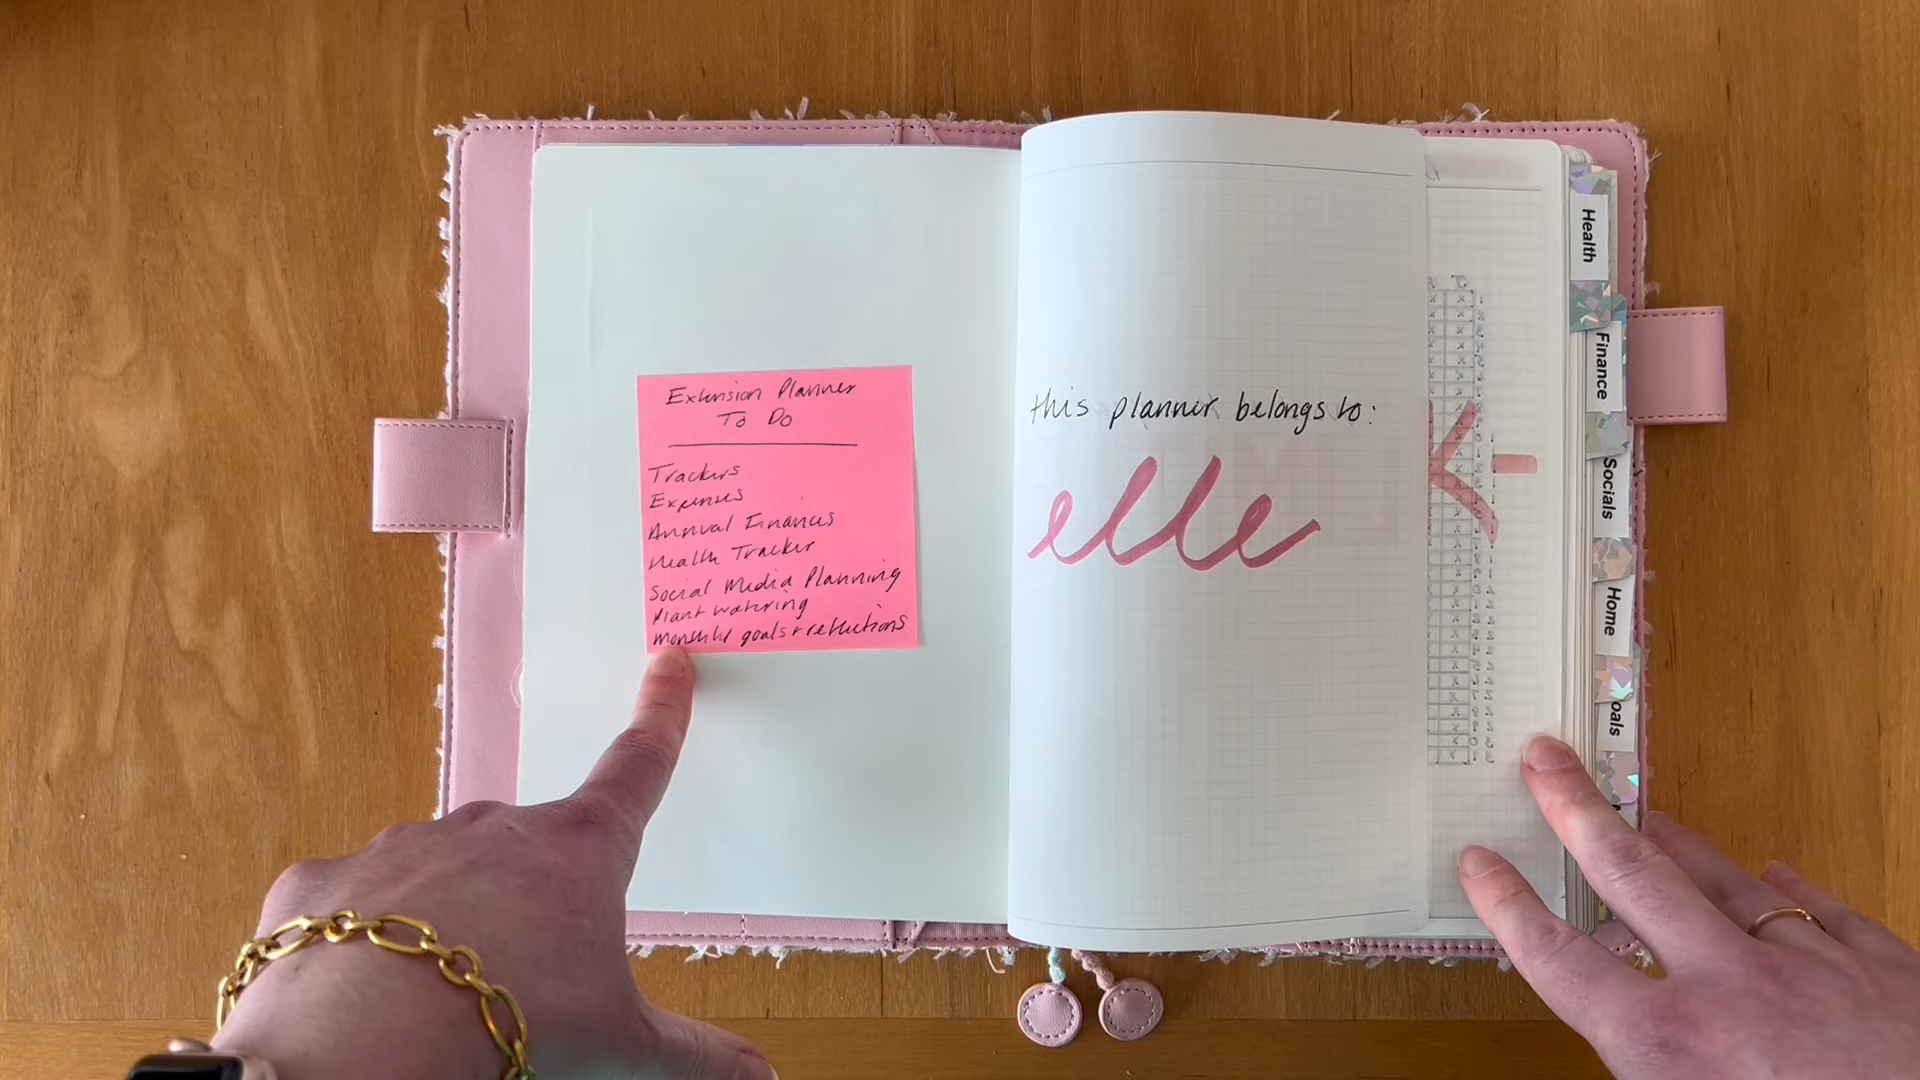 Extension Planner
To Do
Trackers
Expenses
Annual Finances
Health Tracker
Social Media Planning
Plant watering
Monthly goals + reflections
this planner belongs to:
elle
Health
Finance
Socials
Home
oals